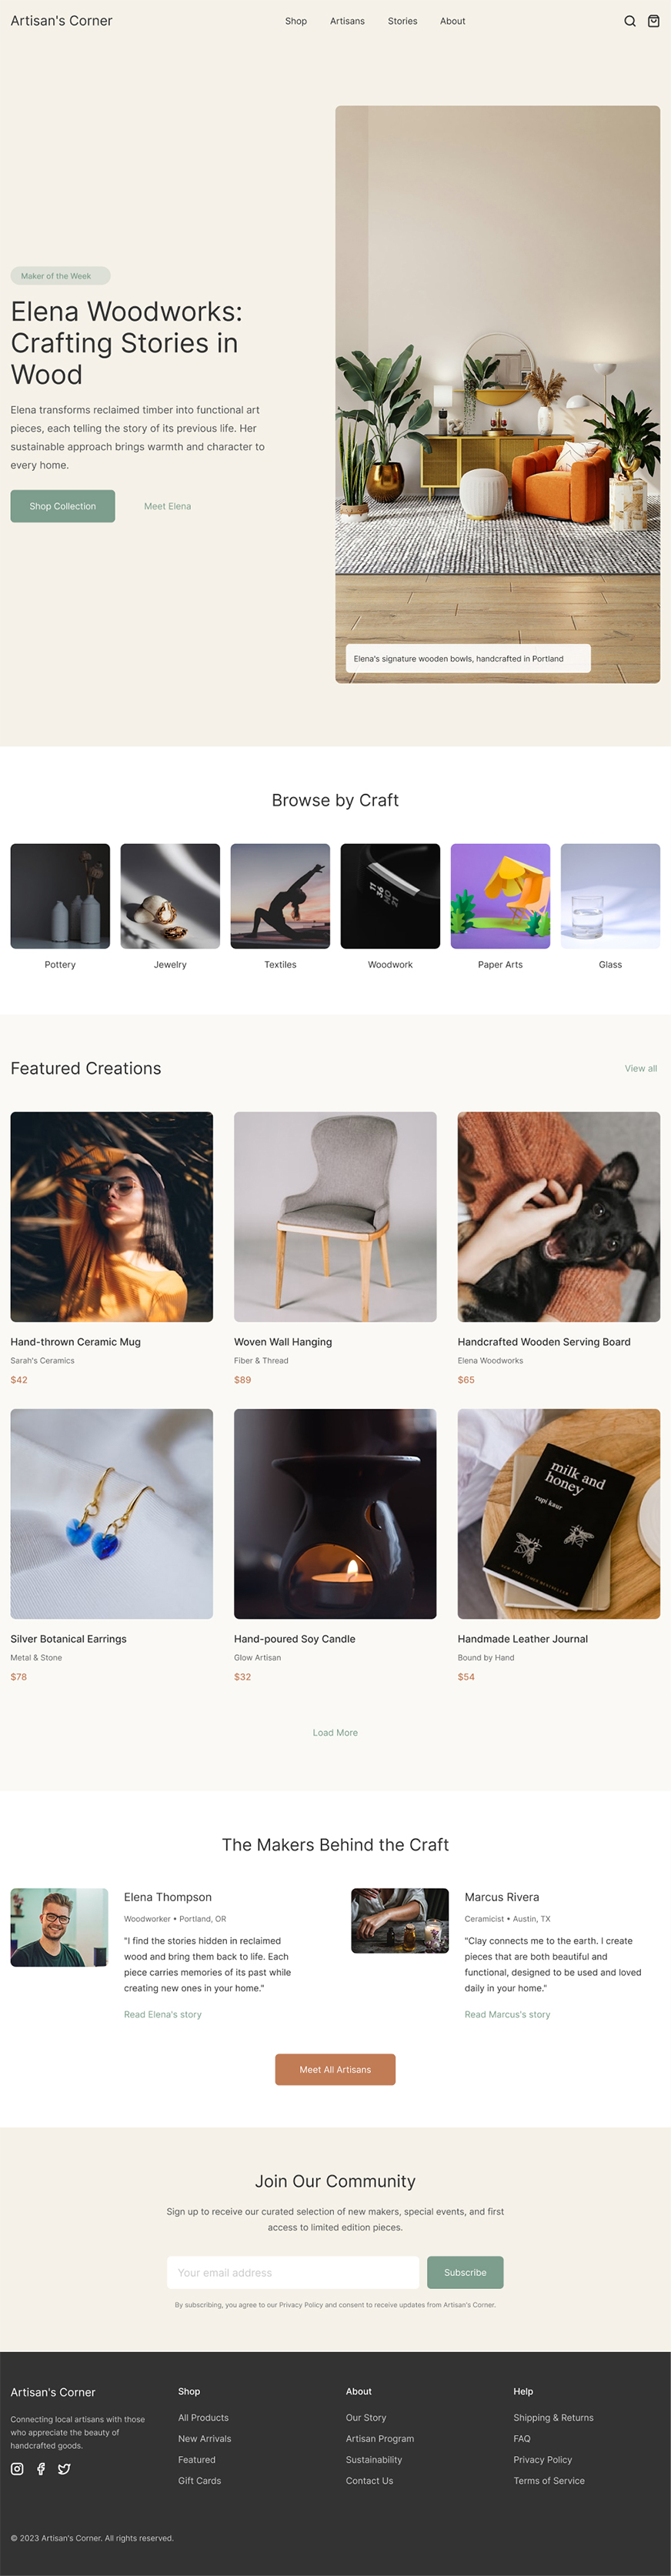 Artisan's Corner
Shop
Artisans
Stories
About
Maker of the Week
Elena Woodworks:
Crafting Stories in
Wood
Elena transforms reclaimed timber into functional art
pieces, each telling the story of its previous life. Her
sustainable approach brings warmth and character to
every home.
Shop Collection
Meet Elena
Elena's signature wooden bowls, handcrafted in Portland
Browse by Craft
Pottery
Jewelry
Textiles
Woodwork
Paper Arts
Glass
Featured Creations
View all
Hand-thrown Ceramic Mug
Sarah's Ceramics
$42
Woven Wall Hanging
Fiber & Thread
$89
Handcrafted Wooden Serving Board
Elena Woodworks
$65
milk and
honey
rupi kaur
Silver Botanical Earrings
Metal & Stone
$78
Hand-poured Soy Candle
Glow Artisan
$32
Handmade Leather Journal
Bound by Hand
$54
Load More
The Makers Behind the Craft
Elena Thompson
Woodworker • Portland, OR
"I find the stories hidden in reclaimed
wood and bring them back to life. Each
piece carries memories of its past while
creating new ones in your home."
Read Elena's story
Marcus Rivera
Ceramicist • Austin, TX
"Clay connects me to the earth. I create
pieces that are both beautiful and
functional, designed to be used and loved
daily in your home."
Read Marcus's story
Meet All Artisans
Join Our Community
Sign up to receive our curated selection of new makers, special events, and first
access to limited edition pieces.
Your email address
Subscribe
By subscribing, you agree to our Privacy Policy and consent to receive updates from Artisan's Corner.
Artisan's Corner
Connecting local artisans with those
who appreciate the beauty of
handcrafted goods.
Shop
All Products
New Arrivals
Featured
Gift Cards
About
Our Story
Artisan Program
Sustainability
Contact Us
Help
Shipping & Returns
FAQ
Privacy Policy
Terms of Service
© 2023 Artisan's Corner. All rights reserved.